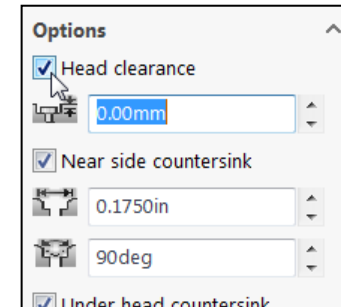 Options
Head clearance
0.00mm
Near side countersink
0.1750in
90deg
Under head countersink